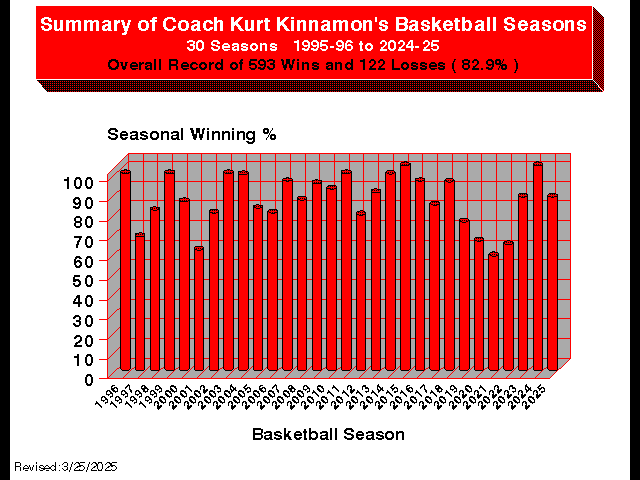 Summary of Coach Kurt Kinnamon's Basketball Seasons
30 Seasons 1995-96 to 2024-25
Overall Record of 593 Wins and 122 Losses ( 82.9% )
Seasonal Winning %
100
90
80
70
60
50
40
30
20
10
0
1996 1997 1998 1999 2000 2001 2002 2003 2004 2005 2006 2007 2008 2009 2010 2011 2012 2013 2014 2015 2016 2017 2018 2019 2020 2021 2022 2023 2024 2025
Basketball Season
Revised:3/25/2025